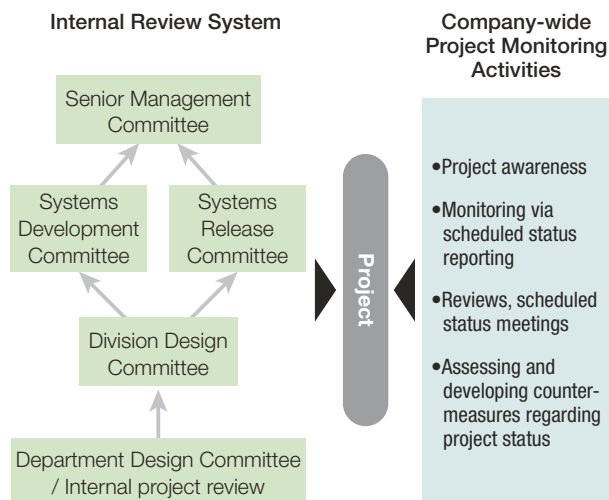 Internal Review System
Senior Management
Committee
Systems
Development
Committee
Systems
Release
Committee
Division Design
Committee
Department Design Committee
/ Internal project review
Project
Company-wide
Project Monitoring
Activities
•Project awareness
•Monitoring via
scheduled status
reporting
•Reviews, scheduled
status meetings
•Assessing and
developing counter-
measures regarding
project status